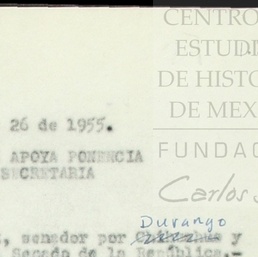 CENTRO
ESTUDI
DE HISTO
DE MEX
FUNDAC
Carlos S
26 de 1955.
APOYA PONENCIA
SECRETARIA
Durango
, senador por y
Senado de la República.-